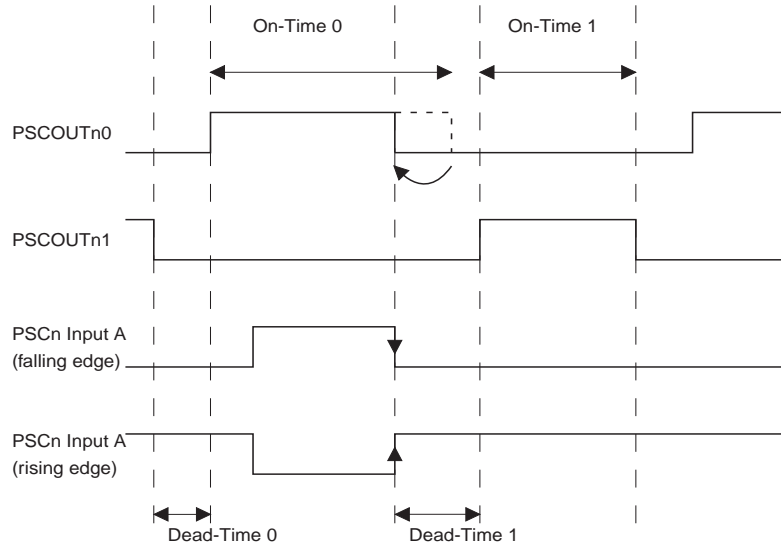 On-Time 0
On-Time 1
PSCOUTn0
PSCOUTn1
PSCn Input A
(falling edge)
PSCn Input A
(rising edge)
Dead-Time 0
Dead-Time 1